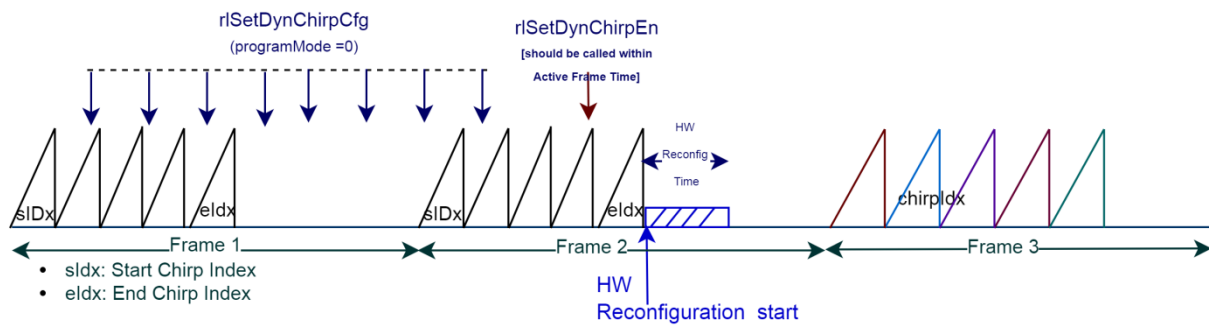 rlSetDynChirpCfg
(programMode =0)
rlSetDynChirpEn
[should be called within
Active Frame Time]
HW
Reconfig
Time
sIDx
eIdx
sIDx
eIdx
chirpIdx
Frame 1
Frame 2
Frame 3
• sIdx: Start Chirp Index
• eIdx: End Chirp Index
HW
Reconfiguration start